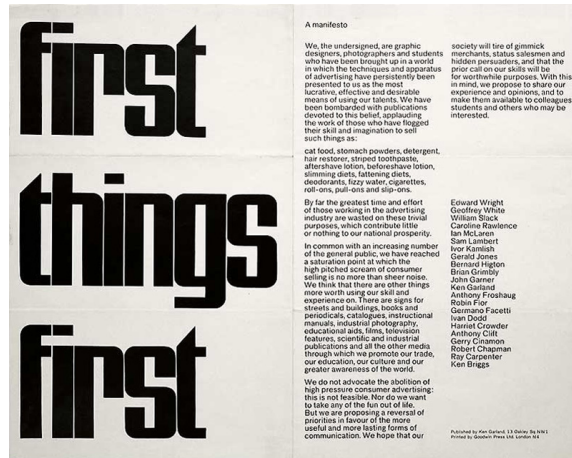 first
things
first
A manifesto
We, the undersigned, are graphic
designers, photographers and students
who have been brought up in a world
in which the techniques and apparatus
of advertising have persistently been
presented to us as the most
lucrative, effective and desirable
means of using our talents. We have
been bombarded with publications
devoted to this belief, applauding
the work of those who have flogged
their skill and imagination to sell
such things as:
cat food, stomach powders, detergent,
hair restorer, striped toothpaste,
aftershave lotion, beforeshave lotion,
slimming diets, fattening diets,
deodorants, fizzy water, cigarettes,
roll-ons, pull-ons and slip-ons.
By far the greatest time and effort
of those working in the advertising
industry are wasted on these trivial
purposes, which contribute little
or nothing to our national prosperity.
In common with an increasing number
of the general public, we have reached
a saturation point at which the
high pitched scream of consumer
selling is no more than sheer noise.
We think that there are other things
more worth using our skill and
experience on. There are signs for
streets and buildings, books and
periodicals, catalogues, instructional
manuals, industrial photography,
educational aids, films, television
features, scientific and industrial
publications and all the other media
through which we promote our trade,
our education, our culture and our
greater awareness of the world.
We do not advocate the abolition of
high pressure consumer advertising:
this is not feasible. Nor do we want
to take any of the fun out of life.
But we are proposing a reversal of
priorities in favour of the more
useful and more lasting forms of
communication. We hope that our
society will tire of gimmick
merchants, status salesmen and
hidden persuaders, and that the
prior call on our skills will be
for worthwhile purposes. With this
in mind, we propose to share our
experience and opinions, and to
make them available to colleagues
students and others who may be
interested.
Edward Wright
Geoffrey White
William Slack
Caroline Rawlence
Ian McLaren
Sam Lambert
Ivor Kamlish
Gerald Jones
Bernard Higton
Brian Grimbly
John Garner
Ken Garland
Anthony Froshaug
Robin Fior
Germano Facetti
Ivan Dodd
Harriet Crowder
Anthony Clift
Gerry Cinamon
Robert Chapman
Ray Carpenter
Ken Briggs
Published by Ken Garland, 13 Oakley Sq NW1
Printed by Goodwin Press Ltd. London N4